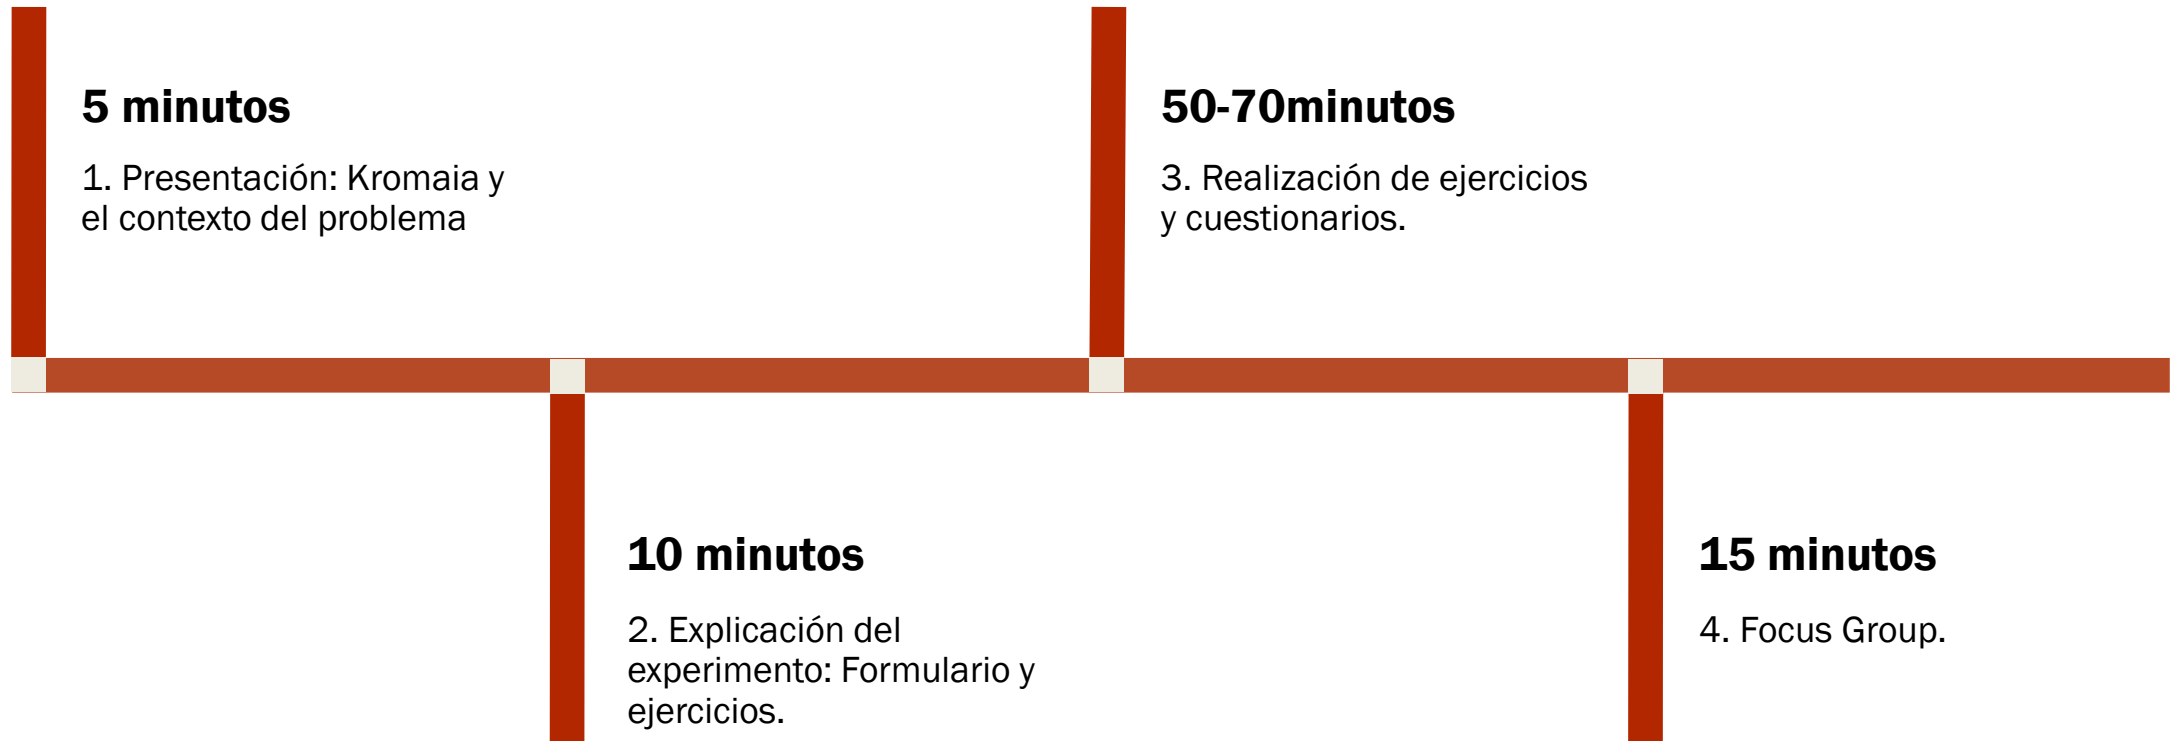 5 minutos
1. Presentación: Kromaia y
el contexto del problema
10 minutos
2. Explicación del
experimento: Formulario y
ejercicios.
50-70minutos
3. Realización de ejercicios
y cuestionarios.
15 minutos
4. Focus Group.